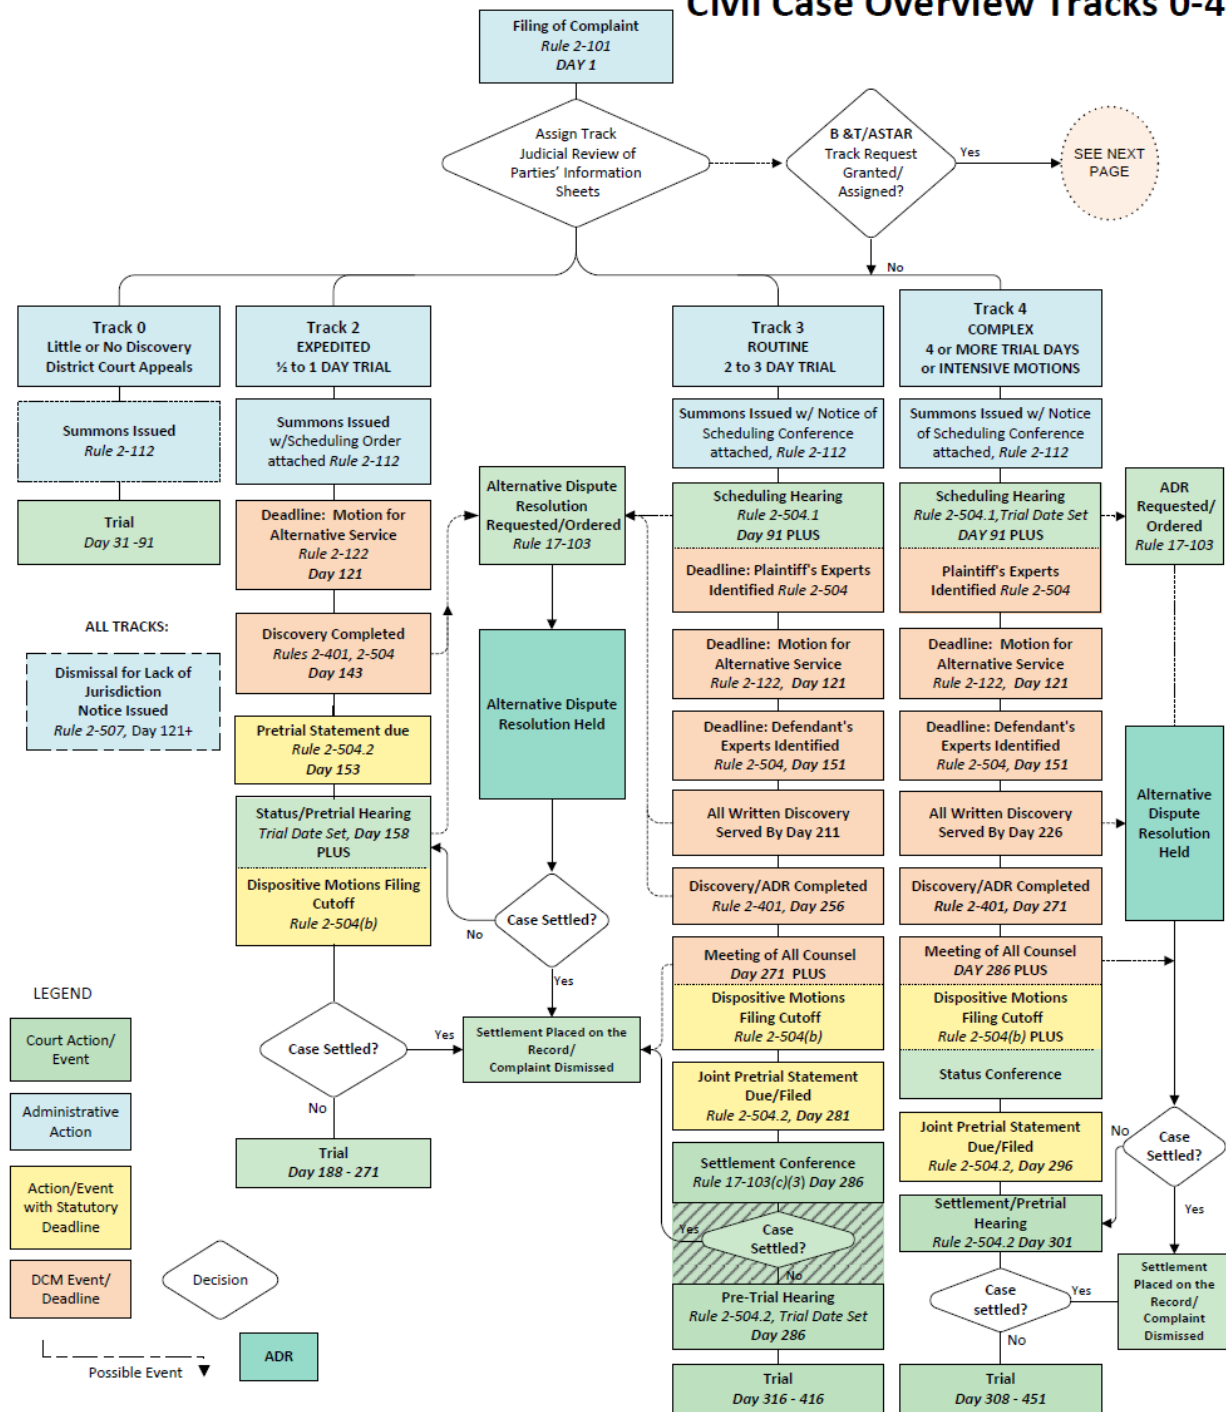 Civil Case Overview Tracks 0-4
Filing of Complaint
Rule 2-101
DAY 1
Assign Track
Judicial Review of
Parties' Information
Sheets
B &T/ASTAR
Track Request
Granted/
Assigned?
Yes
SEE NEXT
PAGE
No
Track 0
Little or No Discovery
District Court Appeals
Summons Issued
Rule 2-112
Trial
Day 31 -91
ALL TRACKS:
Dismissal for Lack of
Jurisdiction
Notice Issued
Rule 2-507, Day 121+
Track 2
EXPEDITED
½ to 1 DAY TRIAL
Summons Issued
w/Scheduling Order
attached Rule 2-112
Deadline: Motion for
Alternative Service
Rule 2-122
Day 121
Discovery Completed
Rules 2-401, 2-504
Day 143
Pretrial Statement due
Rule 2-504.2
Day 153
Status/Pretrial Hearing
Trial Date Set, Day 158
PLUS
Dispositive Motions Filing
Cutoff
Rule 2-504(b)
Case Settled?
Yes
No
Trial
Day 188 - 271
Alternative Dispute
Resolution
Requested/Ordered
Rule 17-103
Alternative Dispute
Resolution Held
Case Settled?
No
Yes
Settlement Placed on the
Record/
Complaint Dismissed
Track 3
ROUTINE
2 to 3 DAY TRIAL
Summons Issued w/ Notice of
Scheduling Conference
attached, Rule 2-112
Scheduling Hearing
Rule 2-504.1
Day 91 PLUS
Deadline: Plaintiff's Experts
Identified Rule 2-504
Deadline: Motion for
Alternative Service
Rule 2-122, Day 121
Deadline: Defendant's
Experts Identified
Rule 2-504, Day 151
All Written Discovery
Served By Day 211
Discovery/ADR Completed
Rule 2-401, Day 256
Meeting of All Counsel
Day 271 PLUS
Dispositive Motions
Filing Cutoff
Rule 2-504(b)
Joint Pretrial Statement
Due/Filed
Rule 2-504.2, Day 281
Settlement Conference
Rule 17-103(c)(3) Day 286
Yes
Case
Settled?
No
Pre-Trial Hearing
Rule 2-504.2, Trial Date Set
Day 286
Trial
Day 316 - 416
Track 4
COMPLEX
4 or MORE TRIAL DAYS
or INTENSIVE MOTIONS
Summons Issued w/ Notice
of Scheduling Conference
attached, Rule 2-112
Scheduling Hearing
Rule 2-504.1,Trial Date Set
DAY 91 PLUS
Plaintiff's Experts
Identified Rule 2-504
Deadline: Motion for
Alternative Service
Rule 2-122, Day 121
Deadline: Defendant's
Experts Identified
Rule 2-504, Day 151
All Written Discovery
Served By Day 226
Discovery/ADR Completed
Rule 2-401, Day 271
Meeting of All Counsel
DAY 286 PLUS
Dispositive Motions
Filing Cutoff
Rule 2-504(b) PLUS
Status Conference
Joint Pretrial Statement
Due/Filed
Rule 2-504.2, Day 296
Settlement/Pretrial
Hearing
Rule 2-504.2 Day 301
Case
settled?
Yes
No
Trial
Day 308 - 451
ADR
Requested/
Ordered
Rule 17-103
Alternative
Dispute
Resolution
Held
No
Case
Settled?
Yes
Settlement
Placed on the
Record/
Complaint
Dismissed
LEGEND
Court Action/
Event
Administrative
Action
Action/Event
with Statutory
Deadline
DCM Event/
Deadline
Decision
Possible Event
ADR